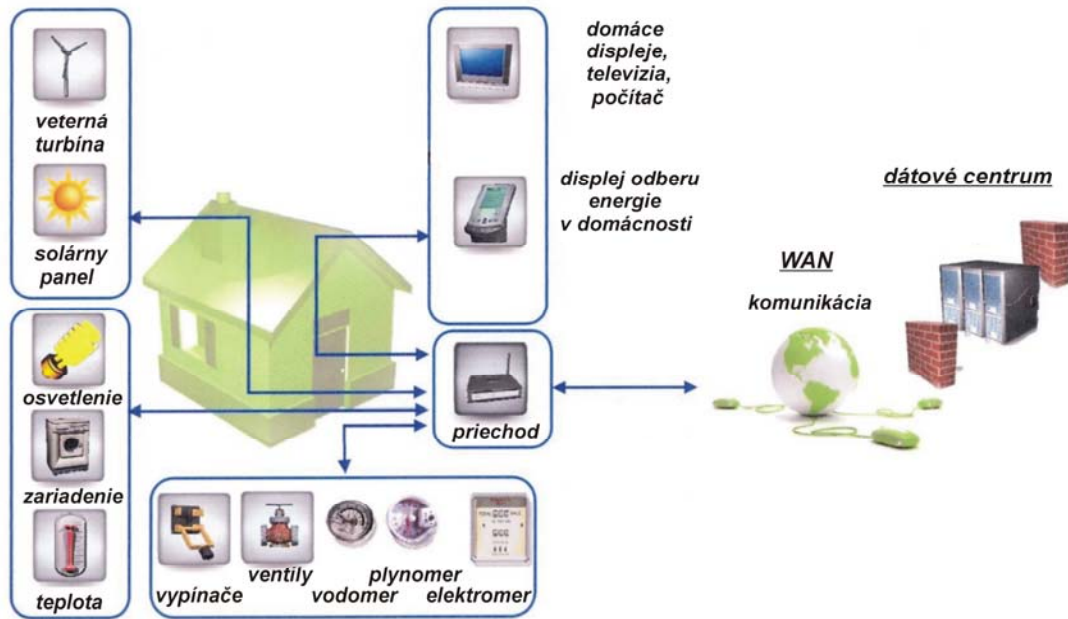 veterná
turbína
solárny
panel
osvetlenie
zariadenie
teplota
domáce
displeje,
televizia,
počítač
displej odberu
energie
v domácnosti
priechod
vypínače
ventily
vodomer
plynomer
elektromer
WAN
komunikácia
dátové centrum